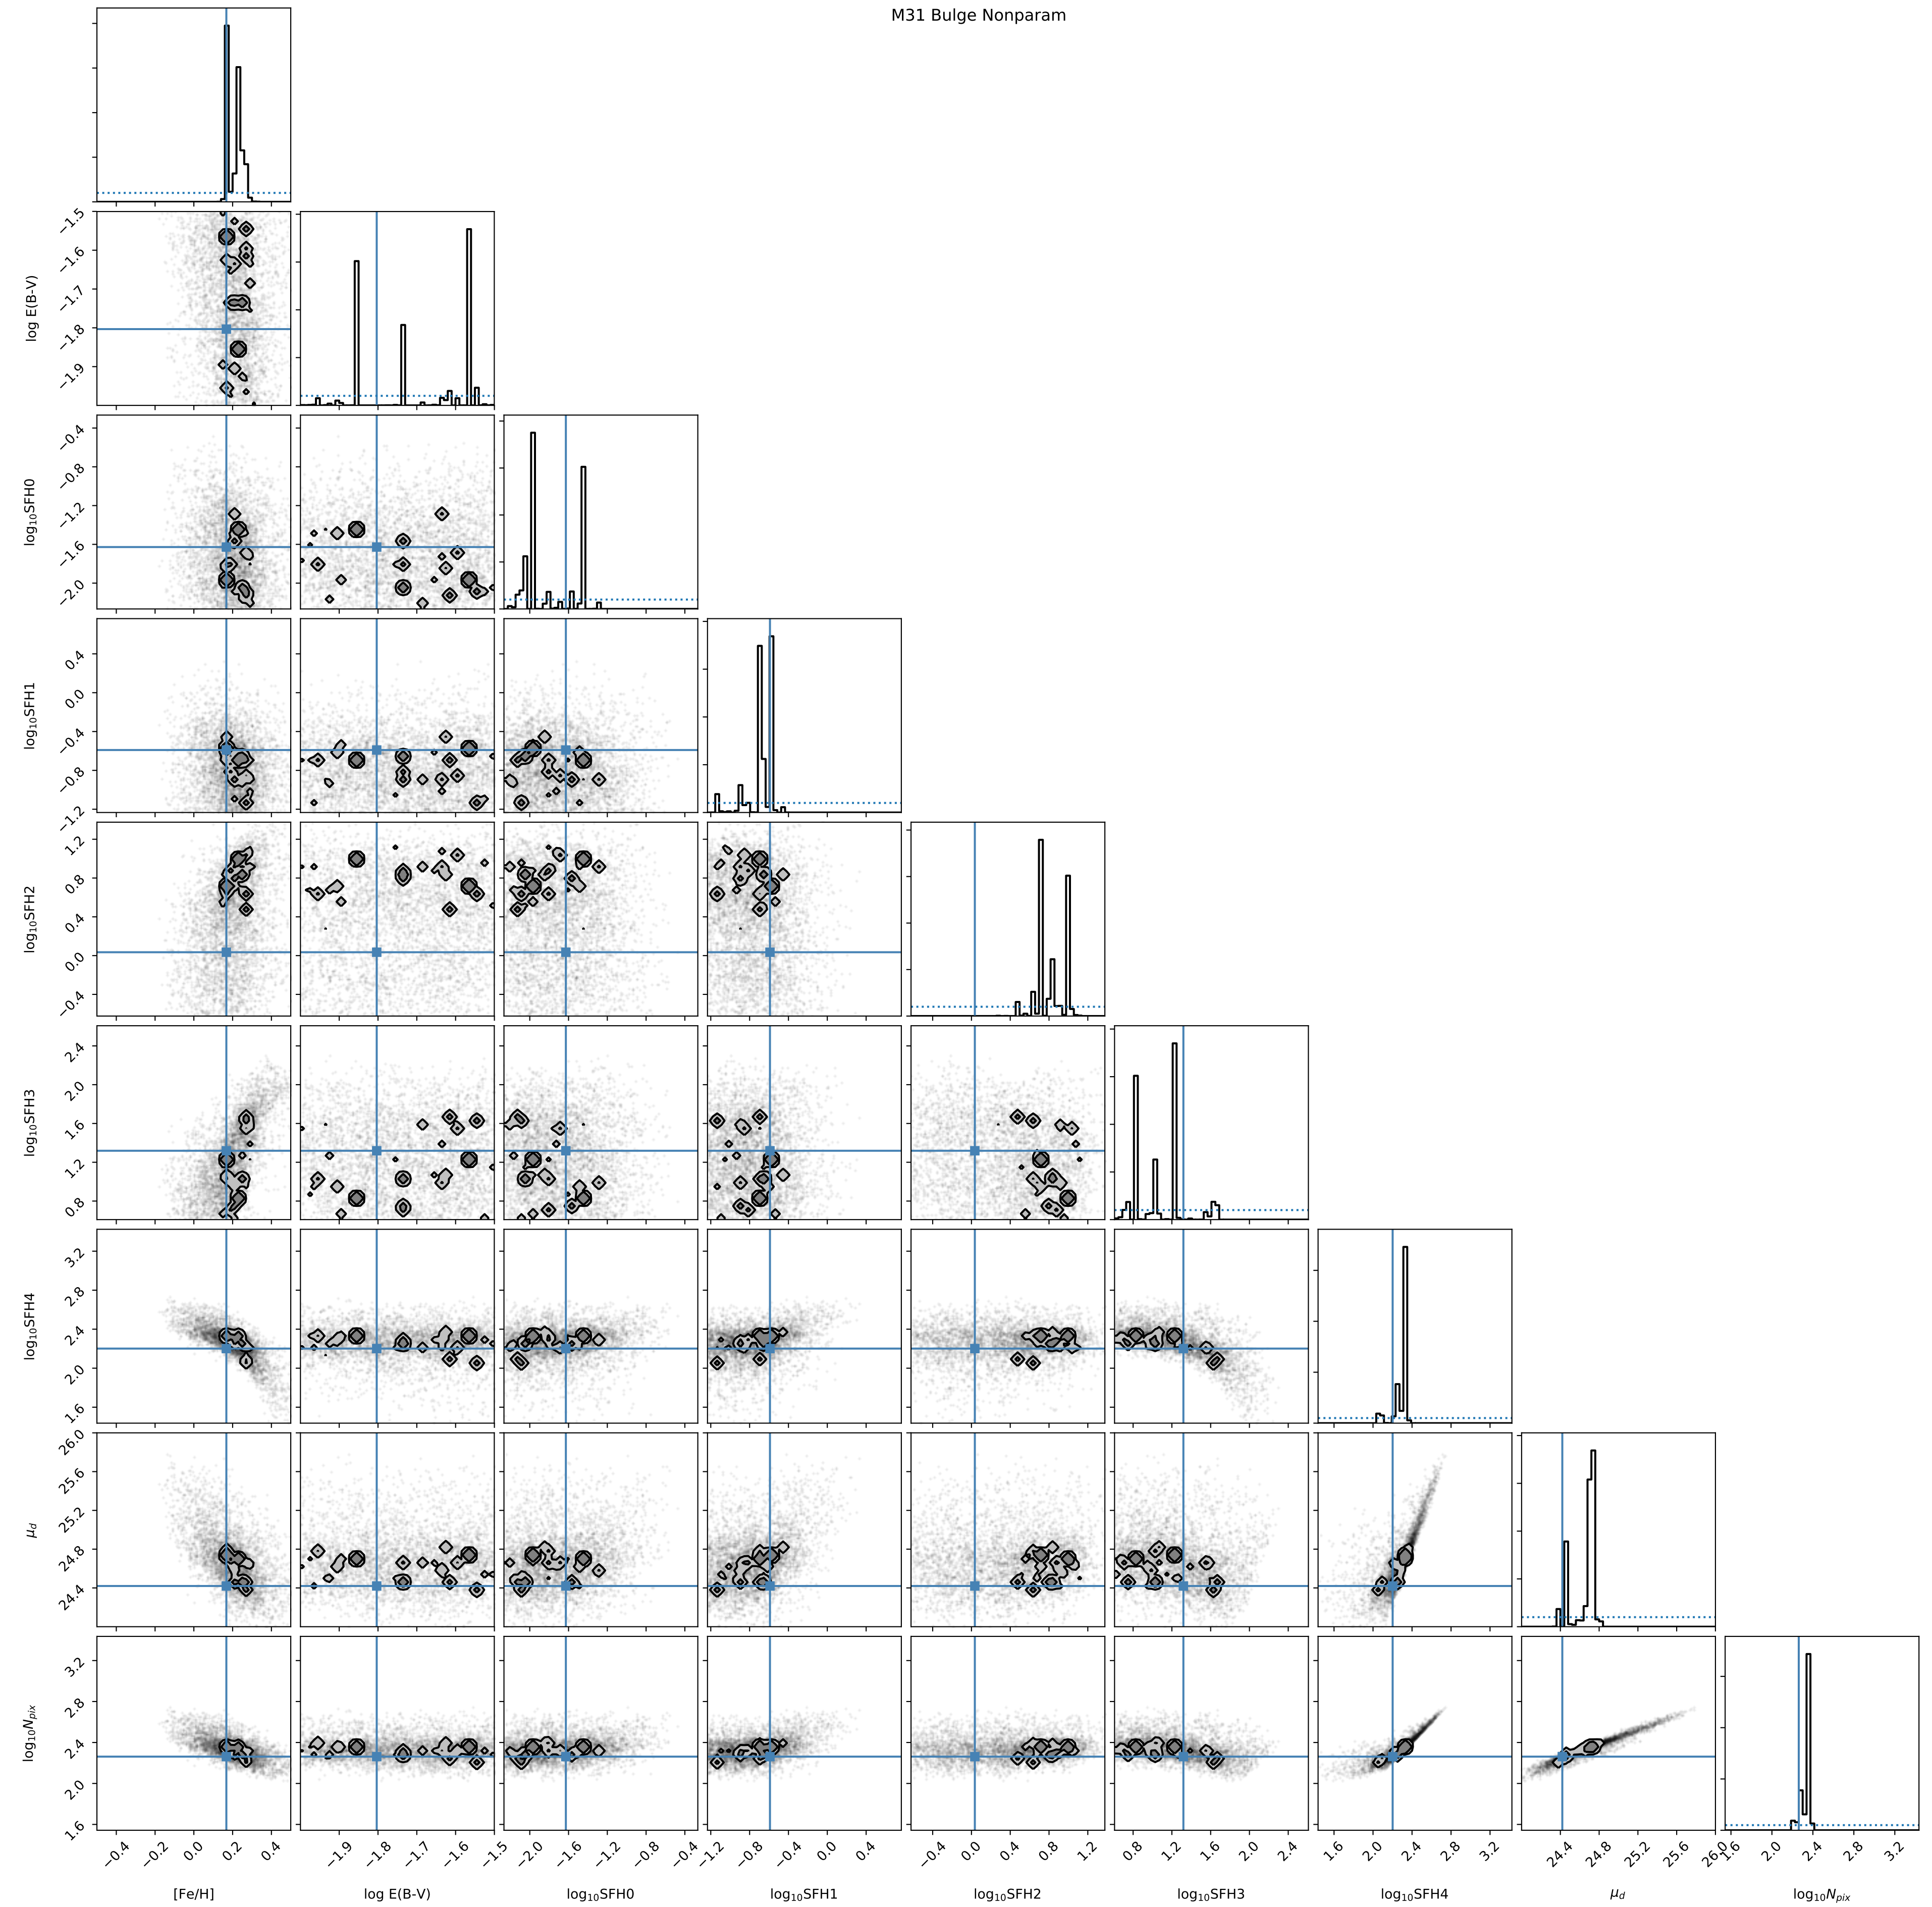 M31 Bulge Nonparam
log E(B-V)
−1.5
−1.6
−1.7
−1.8
−1.9
log₁₀SFH0
−0.4
−0.8
−1.2
−1.6
−2.0
log₁₀SFH1
0.4
0.0
−0.4
−0.8
−1.2
log₁₀SFH2
1.2
0.8
0.4
0.0
−0.4
log₁₀SFH3
2.4
2.0
1.6
1.2
0.8
log₁₀SFH4
3.2
2.8
2.4
2.0
1.6
μd
26.0
25.6
25.2
24.8
24.4
log₁₀Npix
3.2
2.8
2.4
2.0
1.6
−0.4 −0.2 0.0 0.2 0.4
−1.9 −1.8 −1.7 −1.6 −1.5
−2.0 −1.6 −1.2 −0.8 −0.4
−1.2 −0.8 −0.4 0.0 0.4
−0.4 0.0 0.4 0.8 1.2
0.8 1.2 1.6 2.0 2.4
1.6 2.0 2.4 2.8 3.2
24.4 24.8 25.2 25.6 26.0
1.6 2.0 2.4 2.8 3.2
[Fe/H]
log E(B-V)
log₁₀SFH0
log₁₀SFH1
log₁₀SFH2
log₁₀SFH3
log₁₀SFH4
μd
log₁₀Npix